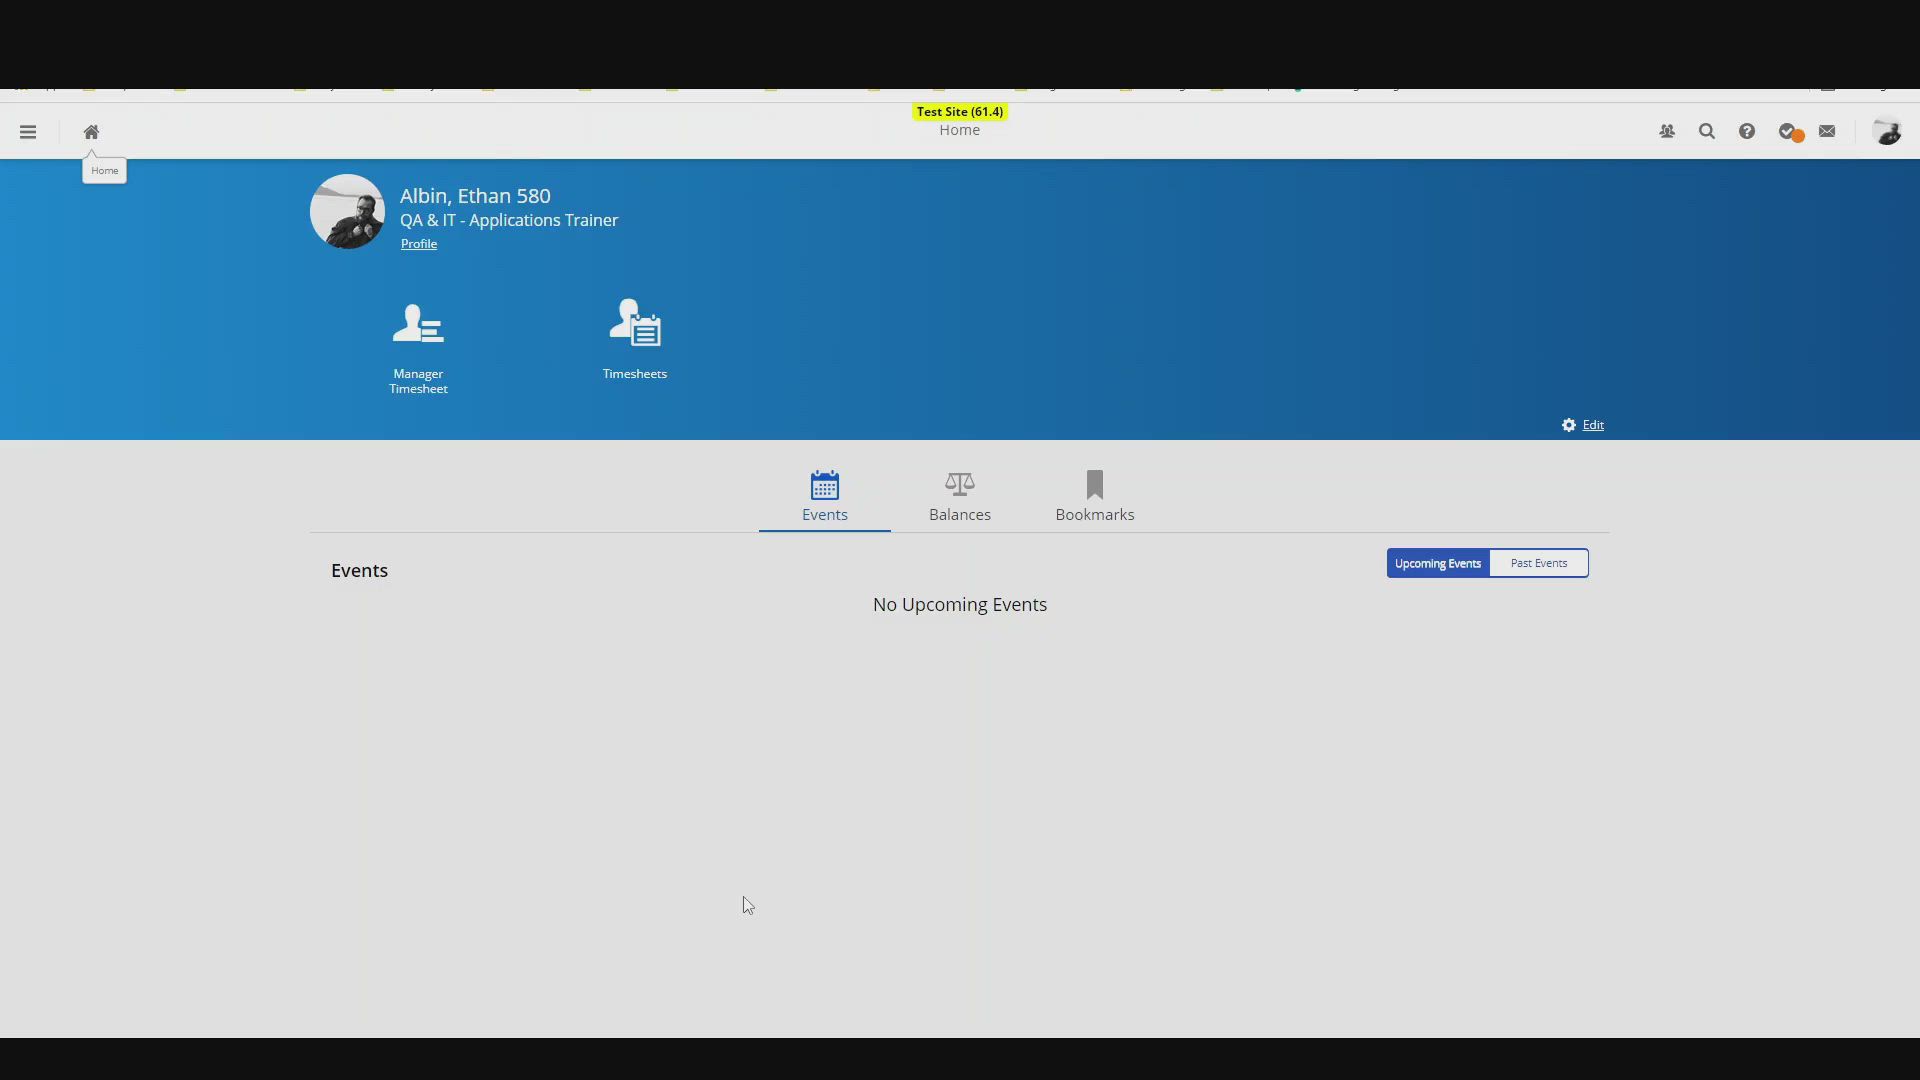 Test Site (61.4)
Home
Home
Albin, Ethan 580
QA & IT - Applications Trainer
Profile
Manager
Timesheet
Timesheets
Edit
Events
Balances
Bookmarks
Events
Upcoming Events
Past Events
No Upcoming Events